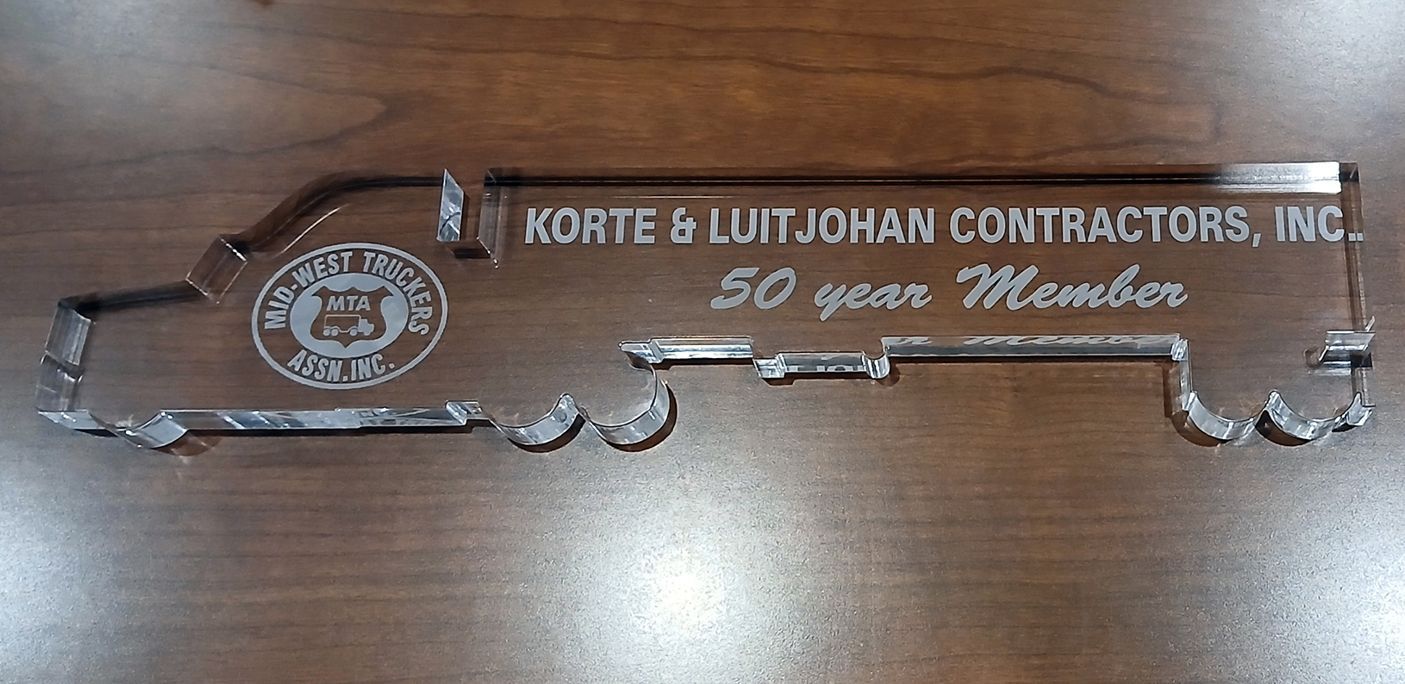 MID-WEST TRUCKERS
MTA
ASSN. INC.
KORTE & LUITJOHAN CONTRACTORS, INC.
50 year Member